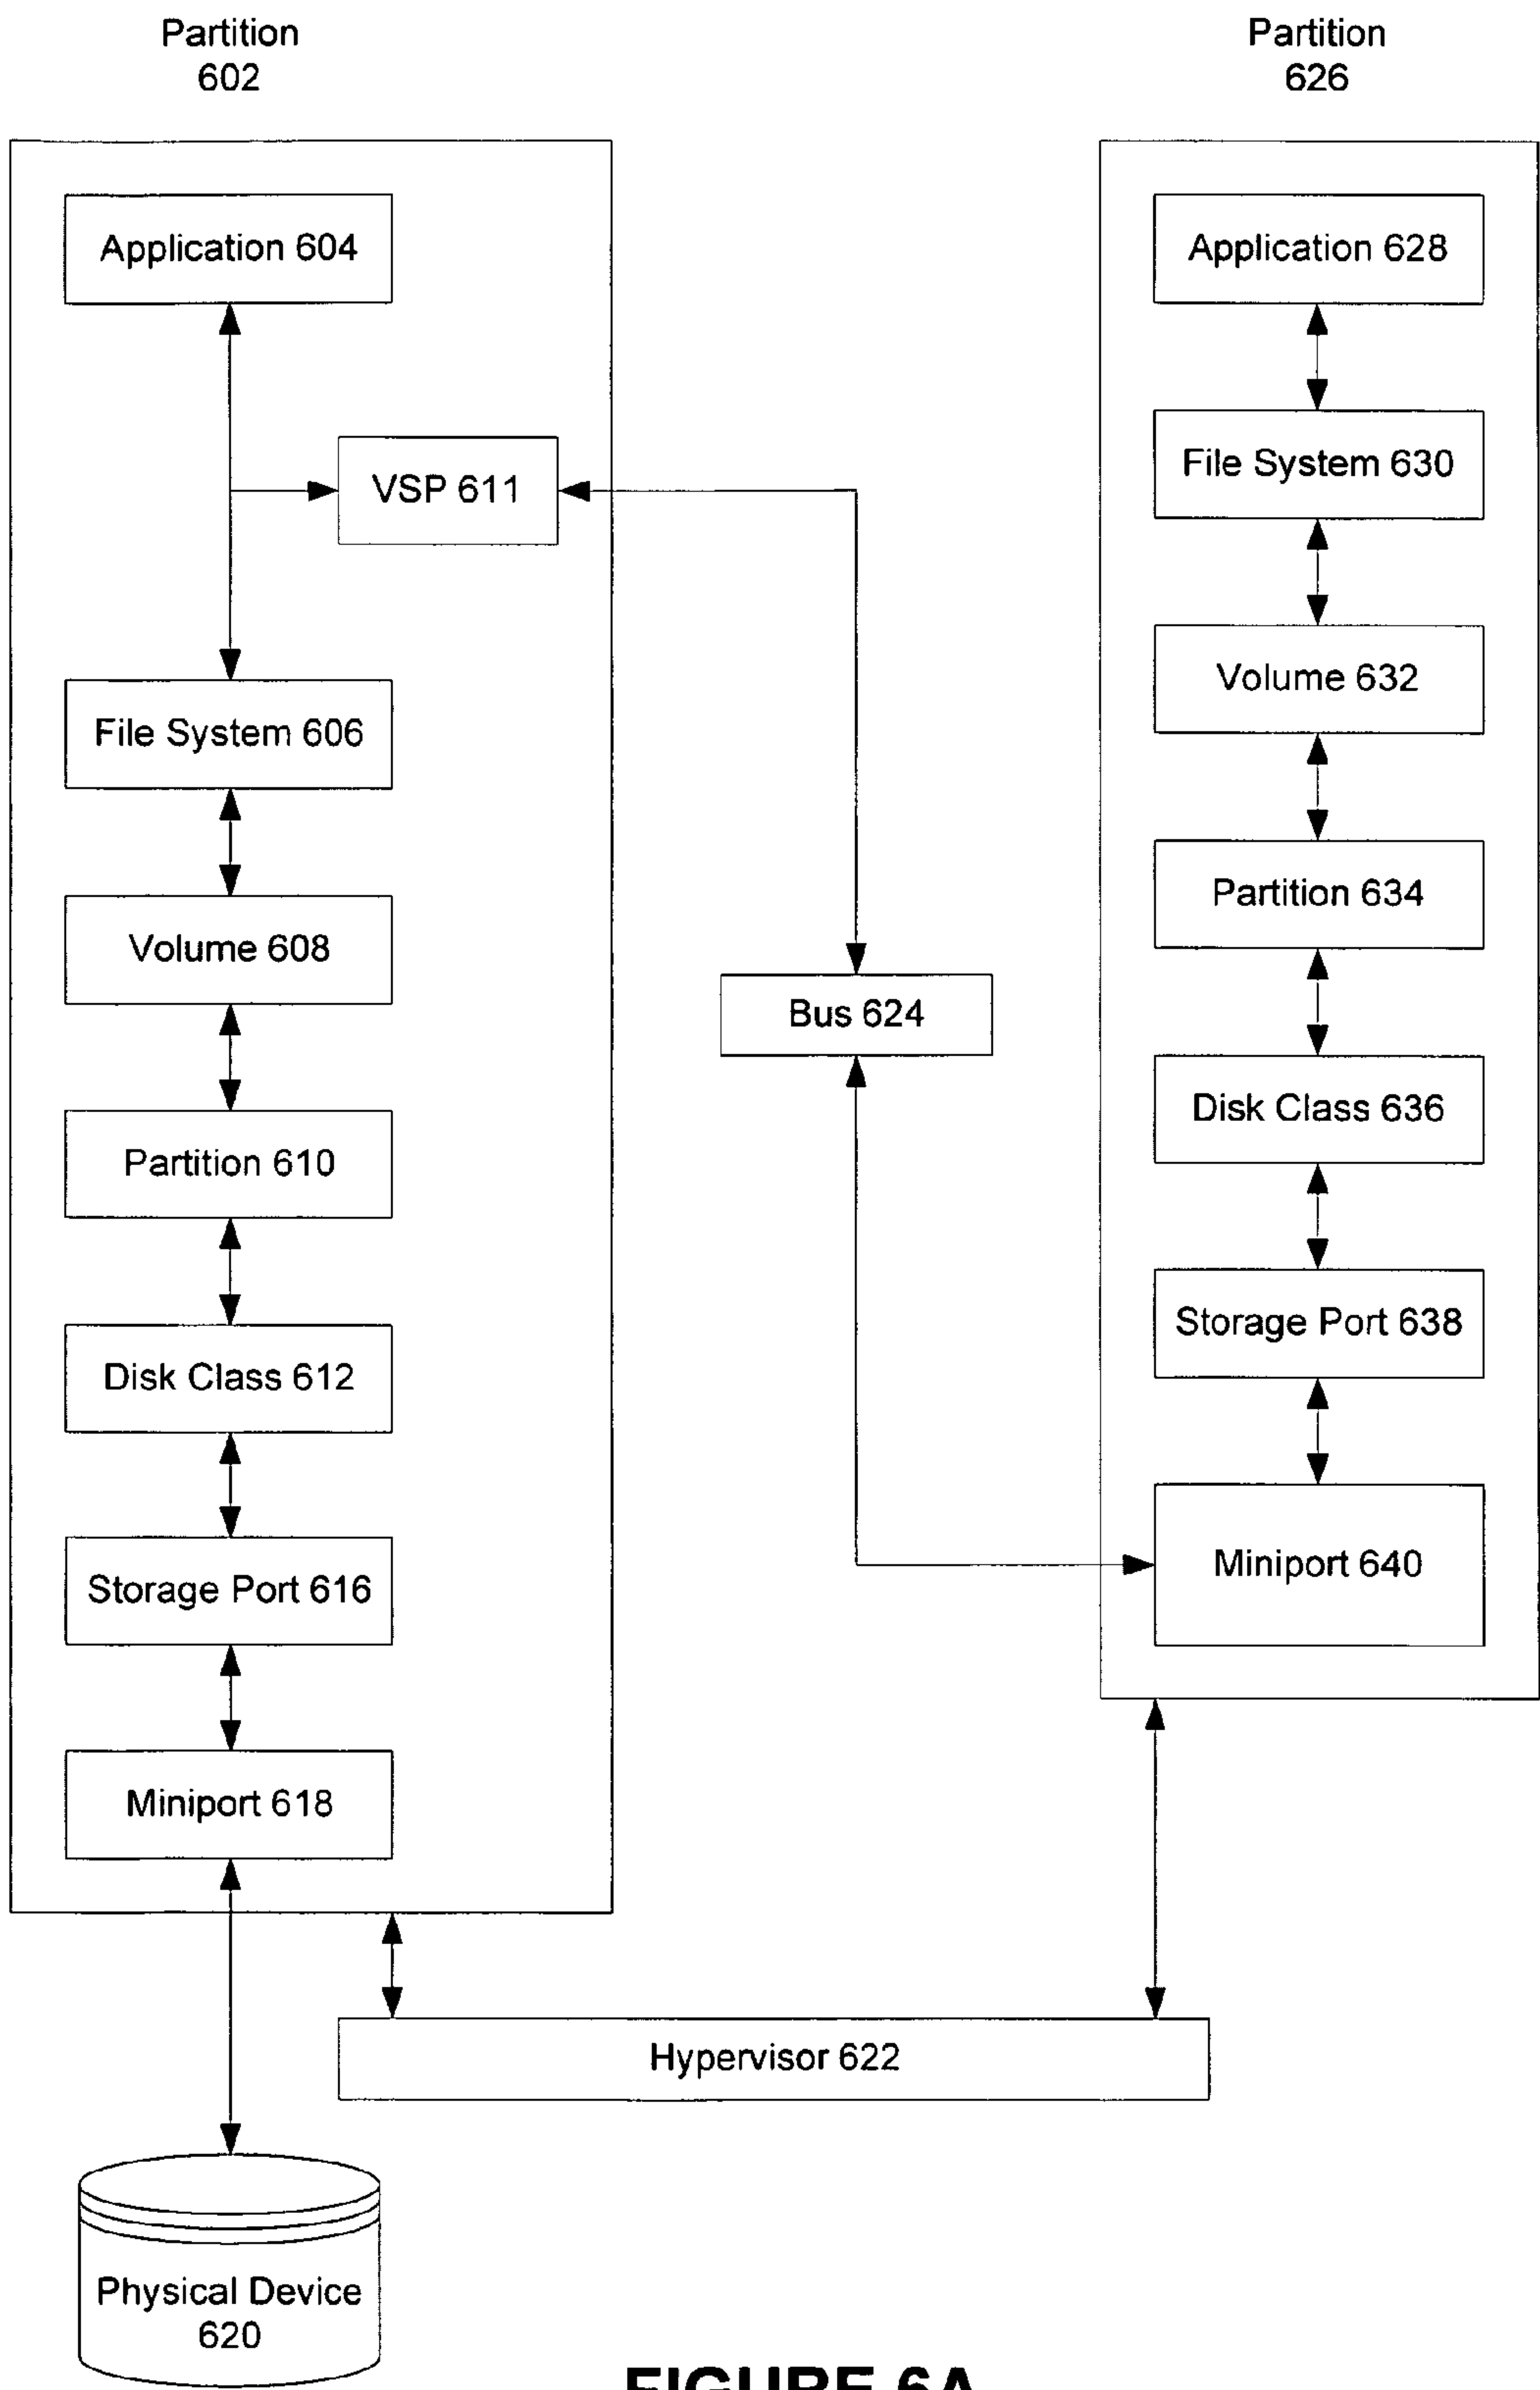 Partition
602
Partition
626
Application 604
Application 628
VSP 611
File System 630
Volume 632
File System 606
Partition 634
Volume 608
Bus 624
Disk Class 636
Partition 610
Storage Port 638
Disk Class 612
Miniport 640
Storage Port 616
Miniport 618
Hypervisor 622
Physical Device
620
FIGURE 6A